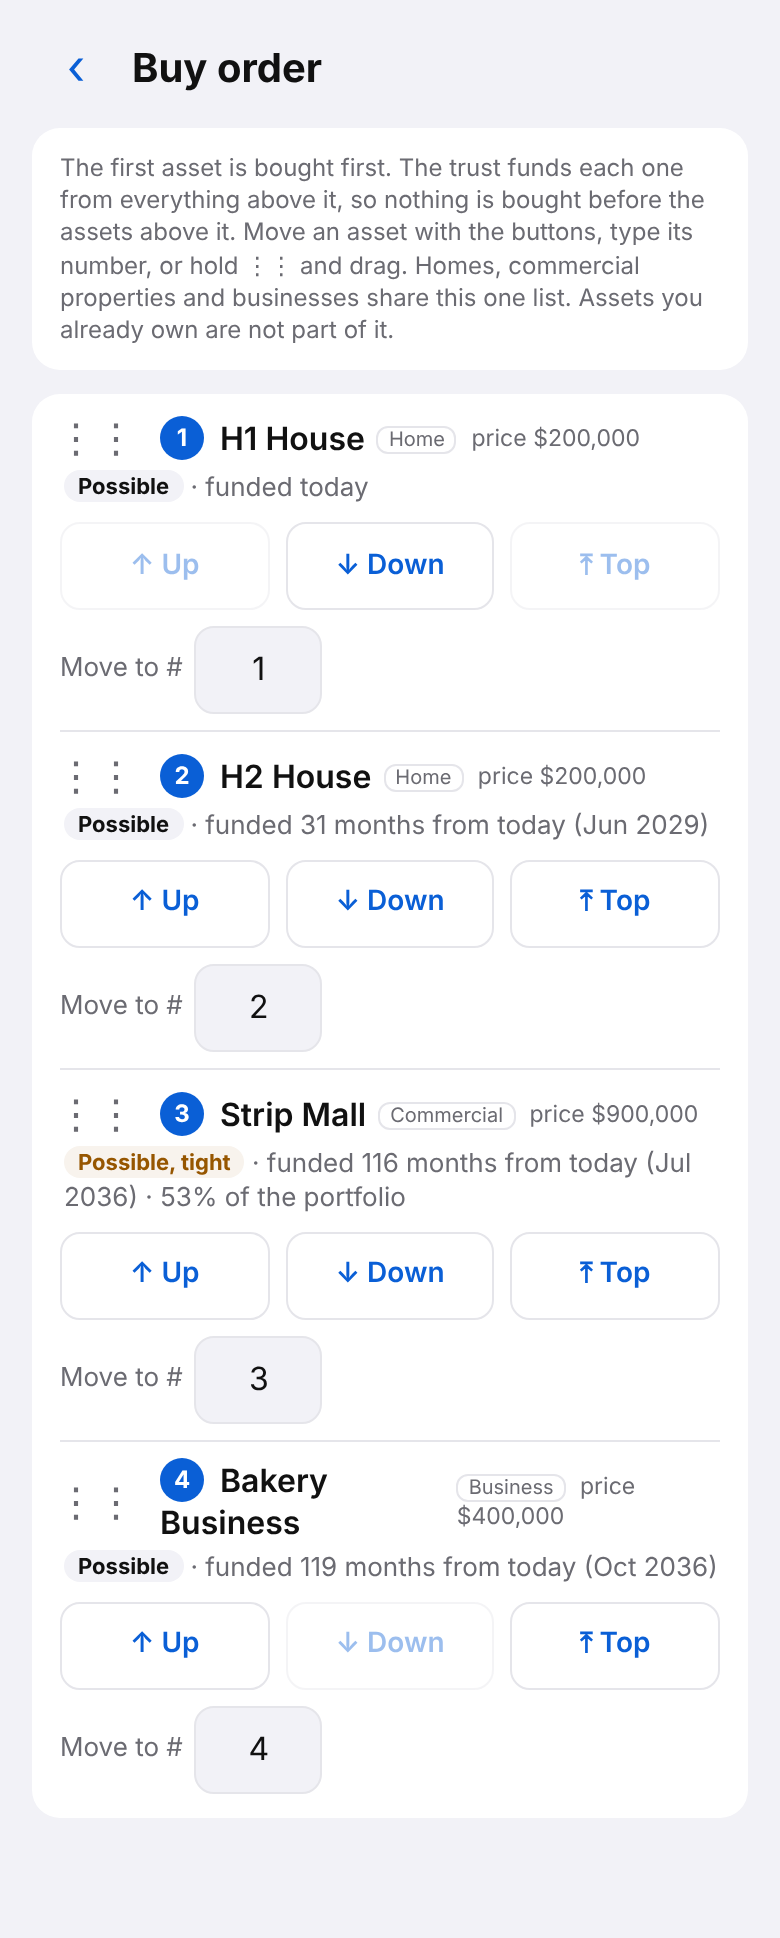 ‹ Buy order
The first asset is bought first. The trust funds each one
from everything above it, so nothing is bought before the
assets above it. Move an asset with the buttons, type its
number, or hold ⋮⋮ and drag. Homes, commercial
properties and businesses share this one list. Assets you
already own are not part of it.
⋮⋮ 1 H1 House Home price $200,000
Possible · funded today
↑ Up ↓ Down ⤒ Top
Move to # 1
⋮⋮ 2 H2 House Home price $200,000
Possible · funded 31 months from today (Jun 2029)
↑ Up ↓ Down ⤒ Top
Move to # 2
⋮⋮ 3 Strip Mall Commercial price $900,000
Possible, tight · funded 116 months from today (Jul
2036) · 53% of the portfolio
↑ Up ↓ Down ⤒ Top
Move to # 3
⋮⋮ 4 Bakery Business price
Business $400,000
Possible · funded 119 months from today (Oct 2036)
↑ Up ↓ Down ⤒ Top
Move to # 4